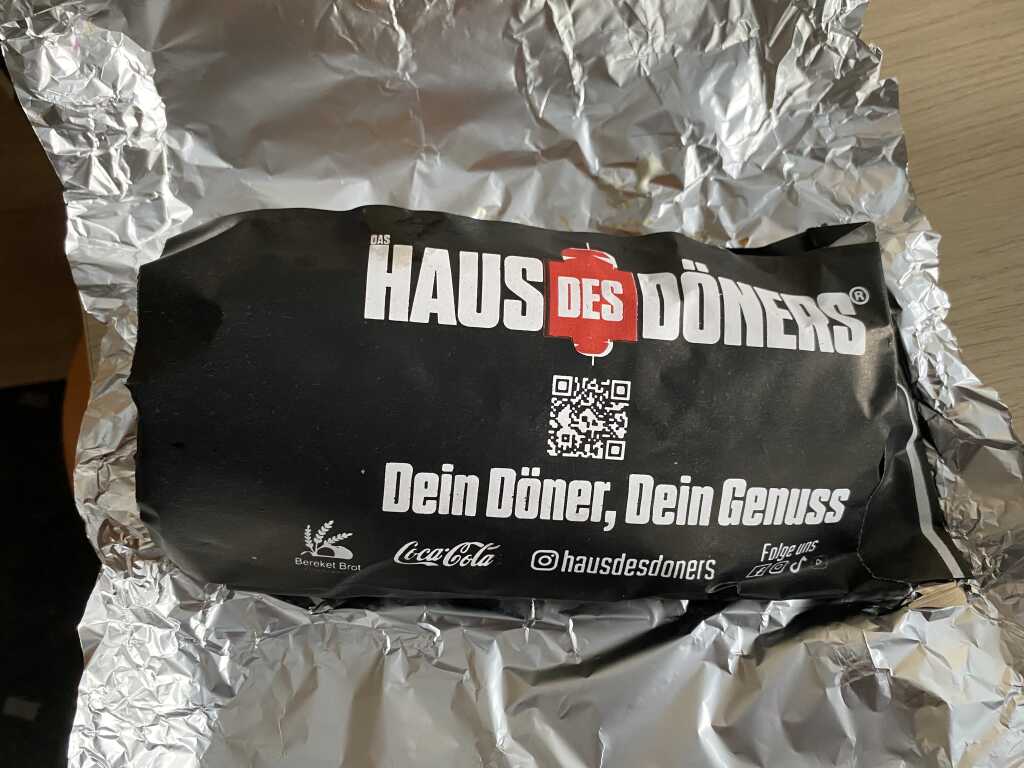 DAS
HAUS DES DÖNERS®
Dein Döner, Dein Genuss
Bereket Brot
Coca-Cola
hausdesdoners
Folge uns